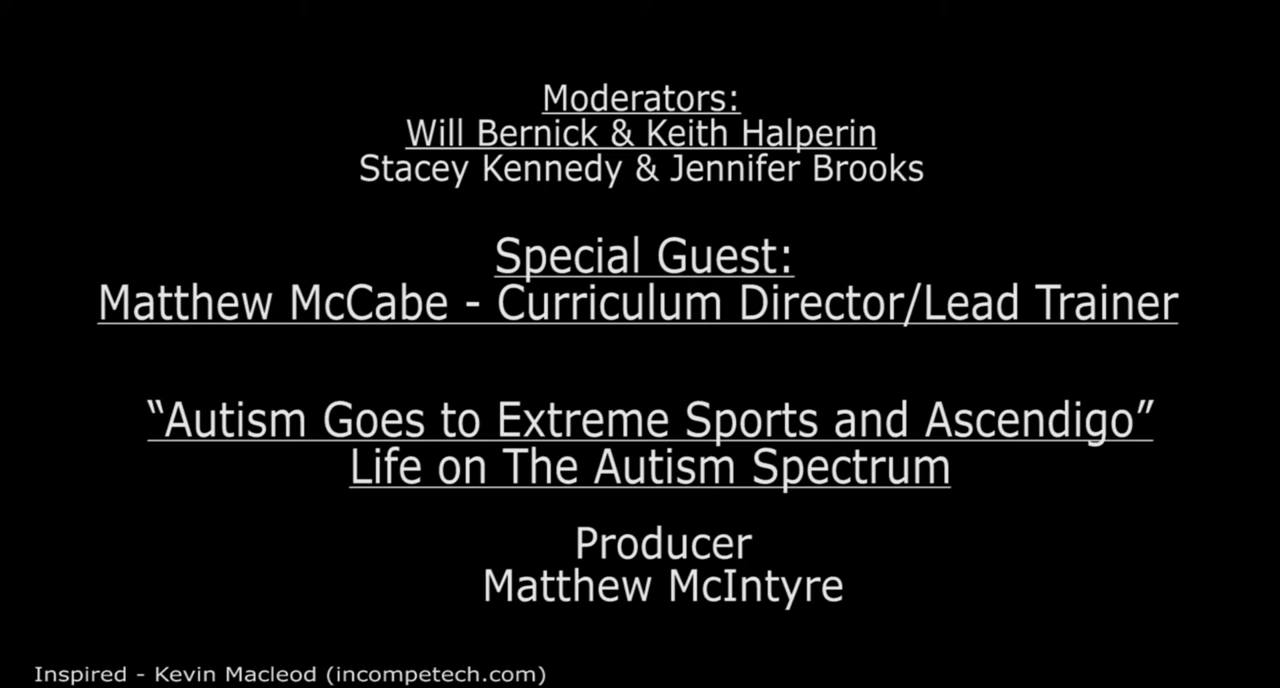 Moderators:
Will Bernick & Keith Halperin
Stacey Kennedy & Jennifer Brooks
Special Guest:
Matthew McCabe - Curriculum Director/Lead Trainer
“Autism Goes to Extreme Sports and Ascendigo”
Life on The Autism Spectrum
Producer
Matthew McIntyre
Inspired - Kevin Macleod (incompetech.com)